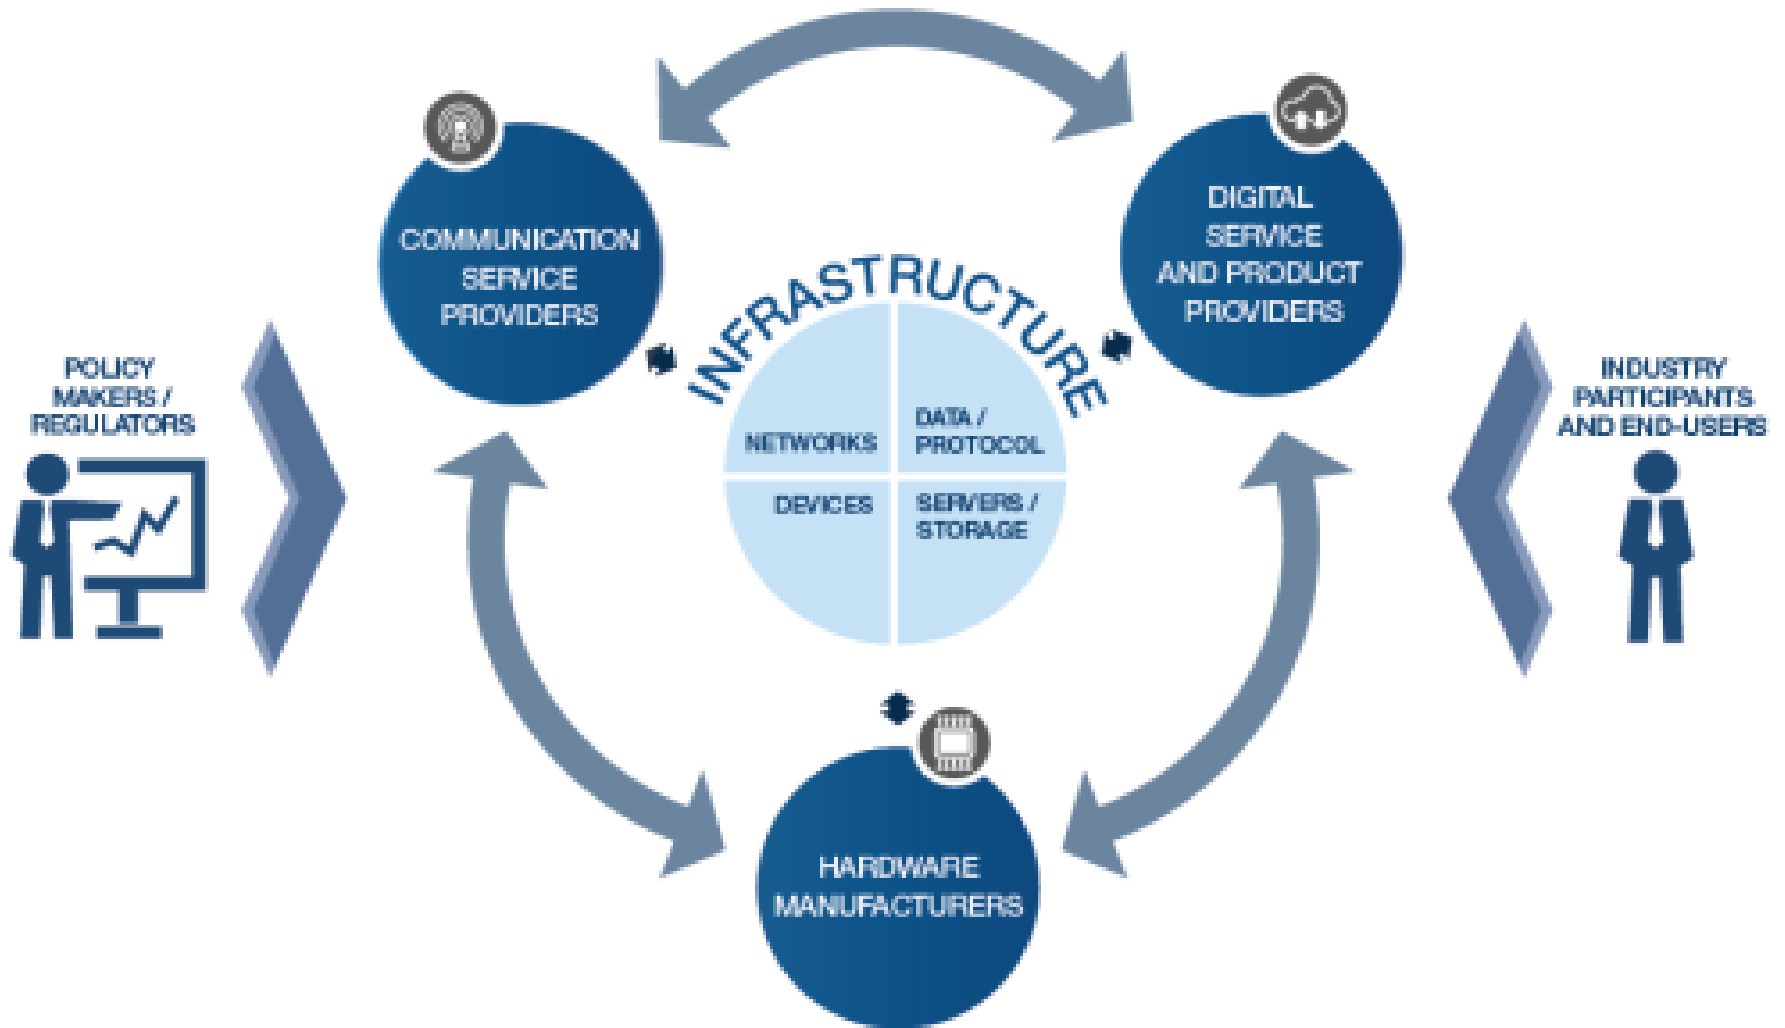 COMMUNICATION
SERVICE
PROVIDERS
DIGITAL
SERVICE
AND PRODUCT
PROVIDERS
INFRASTRUCTURE
POLICY
MAKERS /
REGULATORS
NETWORKS
DATA /
PROTOCOL
DEVICES
SERVERS /
STORAGE
INDUSTRY
PARTICIPANTS
AND END-USERS
HARDWARE
MANUFACTURERS